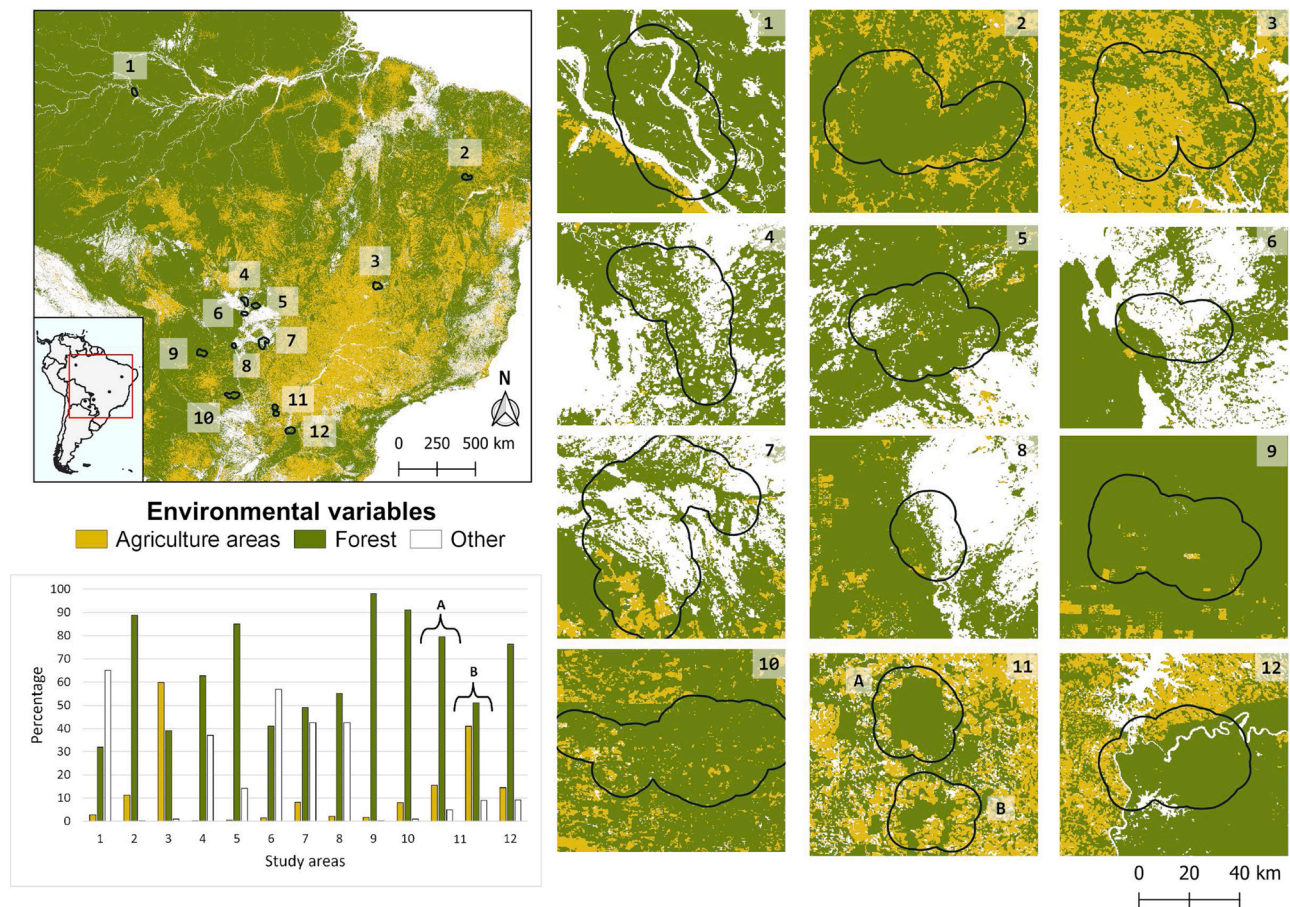 1
2
3
4
5
6
7
8
9
10
11
12
N
0 250 500 km
Environmental variables
Agriculture areas Forest Other
100
90
80
70
60
50
40
30
20
10
0
Percentage
A
B
1 2 3 4 5 6 7 8 9 10 11 12
Study areas
1
2
3
4
5
6
7
8
9
10
11
A
B
12
0 20 40 km